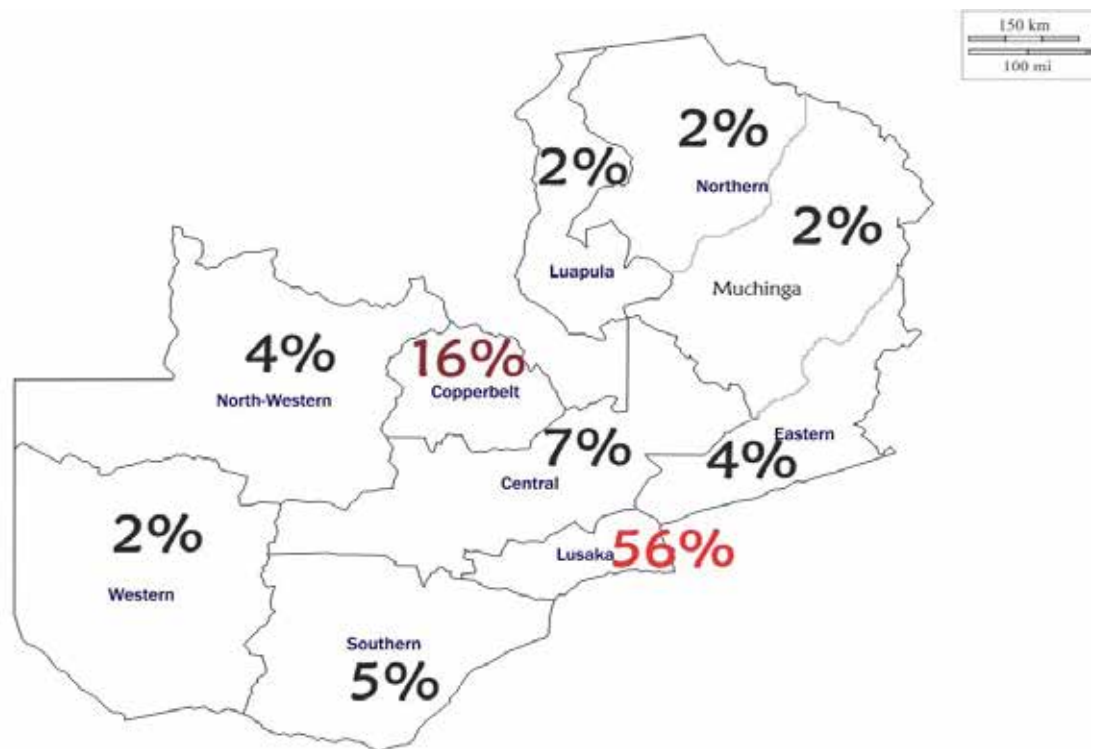 150 km
100 mi
2%
Northern
2%
Luapula
2%
Muchinga
4%
North-Western
16%
Copperbelt
7%
Central
Eastern
4%
2%
Western
Lusaka 56%
Southern
5%